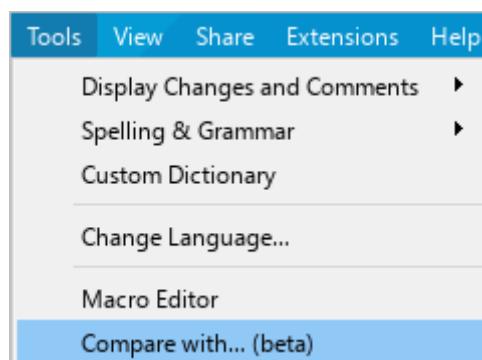 Tools View Share Extensions Help
Display Changes and Comments
Spelling & Grammar
Custom Dictionary
Change Language...
Macro Editor
Compare with... (beta)